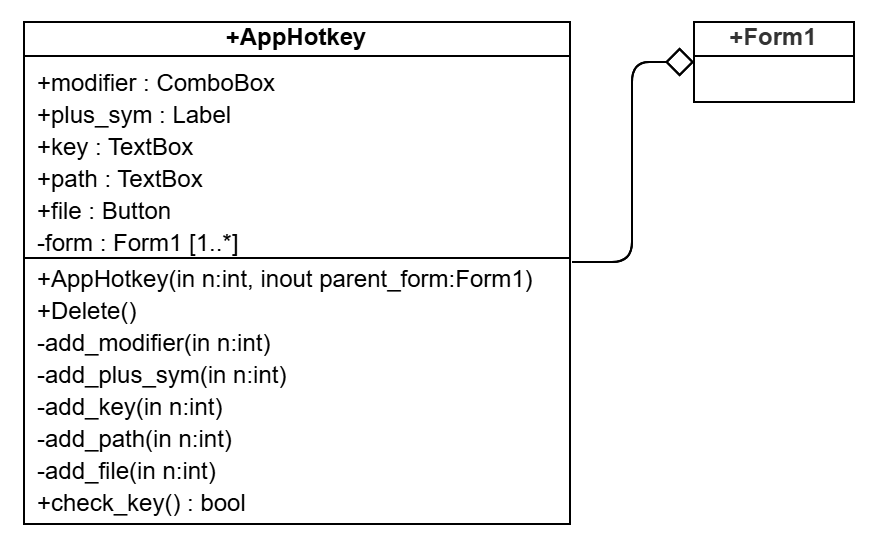 +AppHotkey
+modifier : ComboBox
+plus_sym : Label
+key : TextBox
+path : TextBox
+file : Button
-form : Form1 [1..*]
+AppHotkey(in n:int, inout parent_form:Form1)
+Delete()
-add_modifier(in n:int)
-add_plus_sym(in n:int)
-add_key(in n:int)
-add_path(in n:int)
-add_file(in n:int)
+check_key() : bool
+Form1